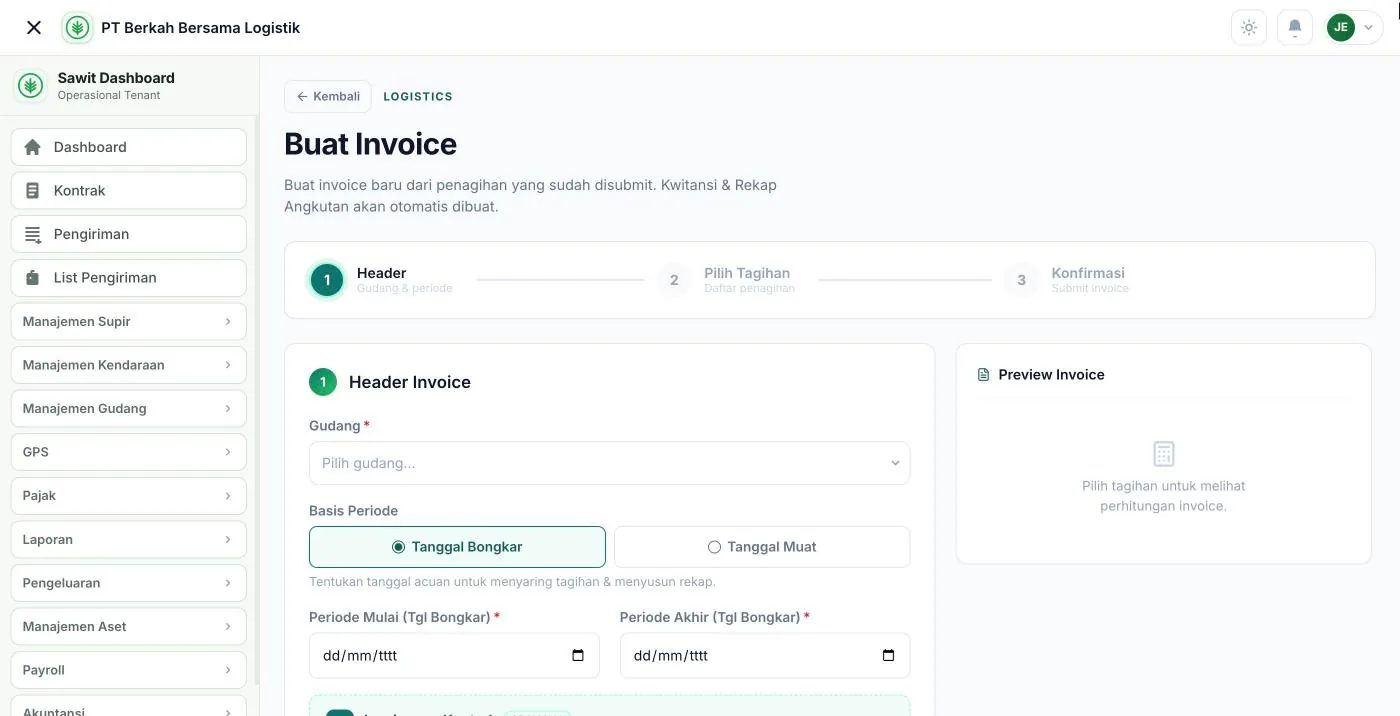 PT Berkah Bersama Logistik
JE
Sawit Dashboard
Operasional Tenant
Dashboard
Kontrak
Pengiriman
List Pengiriman
Manajemen Supir
Manajemen Kendaraan
Manajemen Gudang
GPS
Pajak
Laporan
Pengeluaran
Manajemen Aset
Payroll
Akuntansi
Kembali
LOGISTICS
Buat Invoice
Buat invoice baru dari penagihan yang sudah disubmit. Kwitansi & Rekap
Angkutan akan otomatis dibuat.
1 Header
Gudang & periode
2 Pilih Tagihan
Daftar penagihan
3 Konfirmasi
Submit invoice
1 Header Invoice
Gudang *
Pilih gudang...
Basis Periode
Tanggal Bongkar
Tanggal Muat
Tentukan tanggal acuan untuk menyaring tagihan & menyusun rekap.
Periode Mulai (Tgl Bongkar) *
Periode Akhir (Tgl Bongkar) *
dd/mm/tttt
dd/mm/tttt
Preview Invoice
Pilih tagihan untuk melihat
perhitungan invoice.